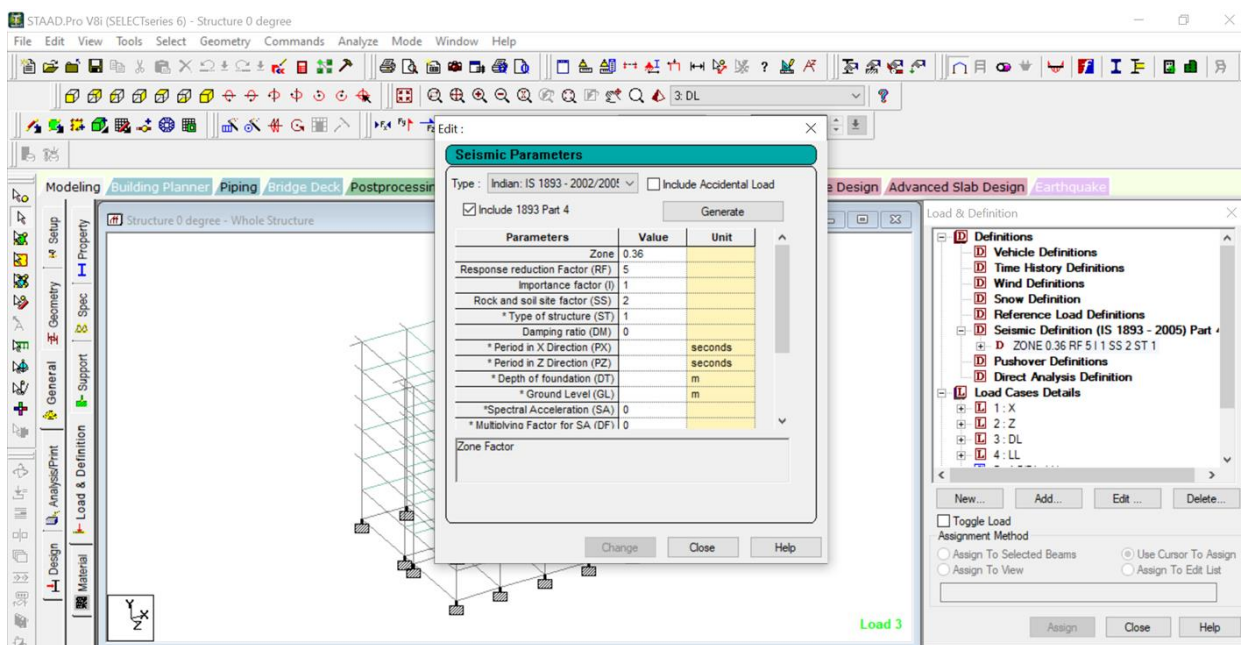 STAAD.Pro V8i (SELECTseries 6) - Structure 0 degree
File Edit View Tools Select Geometry Commands Analyze Mode Window Help
3: DL
Modeling Building Planner Piping Bridge Deck Postprocessin e Design Advanced Slab Design Earthquake
Setup
Geometry
General
Analysis/Print
Design
Property
Spec
Support
Load & Definition
Material
Structure 0 degree - Whole Structure
Y
X
Z
Load 3
Edit :
Seismic Parameters
Type : Indian: IS 1893 - 2002/200 Include Accidental Load
Include 1893 Part 4 Generate
Parameters Value Unit
Zone 0.36
Response reduction Factor (RF) 5
Importance factor (I) 1
Rock and soil site factor (SS) 2
* Type of structure (ST) 1
Damping ratio (DM) 0
* Period in X Direction (PX) seconds
* Period in Z Direction (PZ) seconds
* Depth of foundation (DT) m
* Ground Level (GL) m
*Spectral Acceleration (SA) 0
* Multiplying Factor for SA (DF) 0
Zone Factor
Change Close Help
Load & Definition
Definitions
Vehicle Definitions
Time History Definitions
Wind Definitions
Snow Definition
Reference Load Definitions
Seismic Definition (IS 1893 - 2005) Part 4
ZONE 0.36 RF 5 I 1 SS 2 ST 1
Pushover Definitions
Direct Analysis Definition
Load Cases Details
1 : X
2 : Z
3 : DL
4 : LL
New... Add... Edit ... Delete...
Toggle Load
Assignment Method
Assign To Selected Beams Use Cursor To Assign
Assign To View Assign To Edit List
Assign Close Help